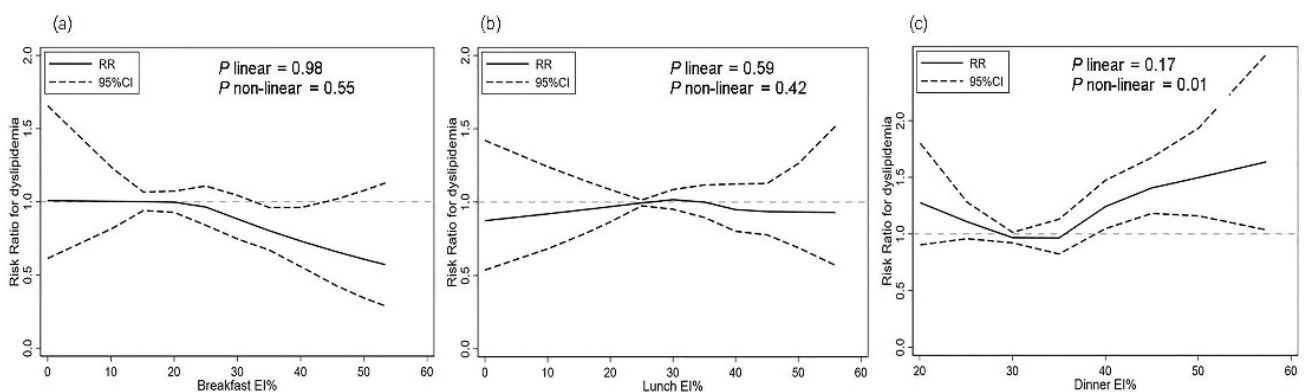 (a)
RR
95%CI
P linear = 0.98
P non-linear = 0.55
Risk Ratio for dyslipidemia
2.0
1.5
1.0
0.5
0.0
0 10 20 30 40 50 60
Breakfast EI%
(b)
RR
95%CI
P linear = 0.59
P non-linear = 0.42
Risk Ratio for dyslipidemia
2.0
1.5
1.0
0.5
0.0
0 10 20 30 40 50 60
Lunch EI%
(c)
RR
95%CI
P linear = 0.17
P non-linear = 0.01
Risk Ratio for dyslipidemia
2.0
1.5
1.0
0.5
0.0
20 30 40 50 60
Dinner EI%